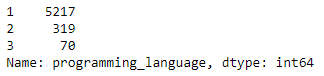 1    5217
2     319
3      70
Name: programming_language, dtype: int64